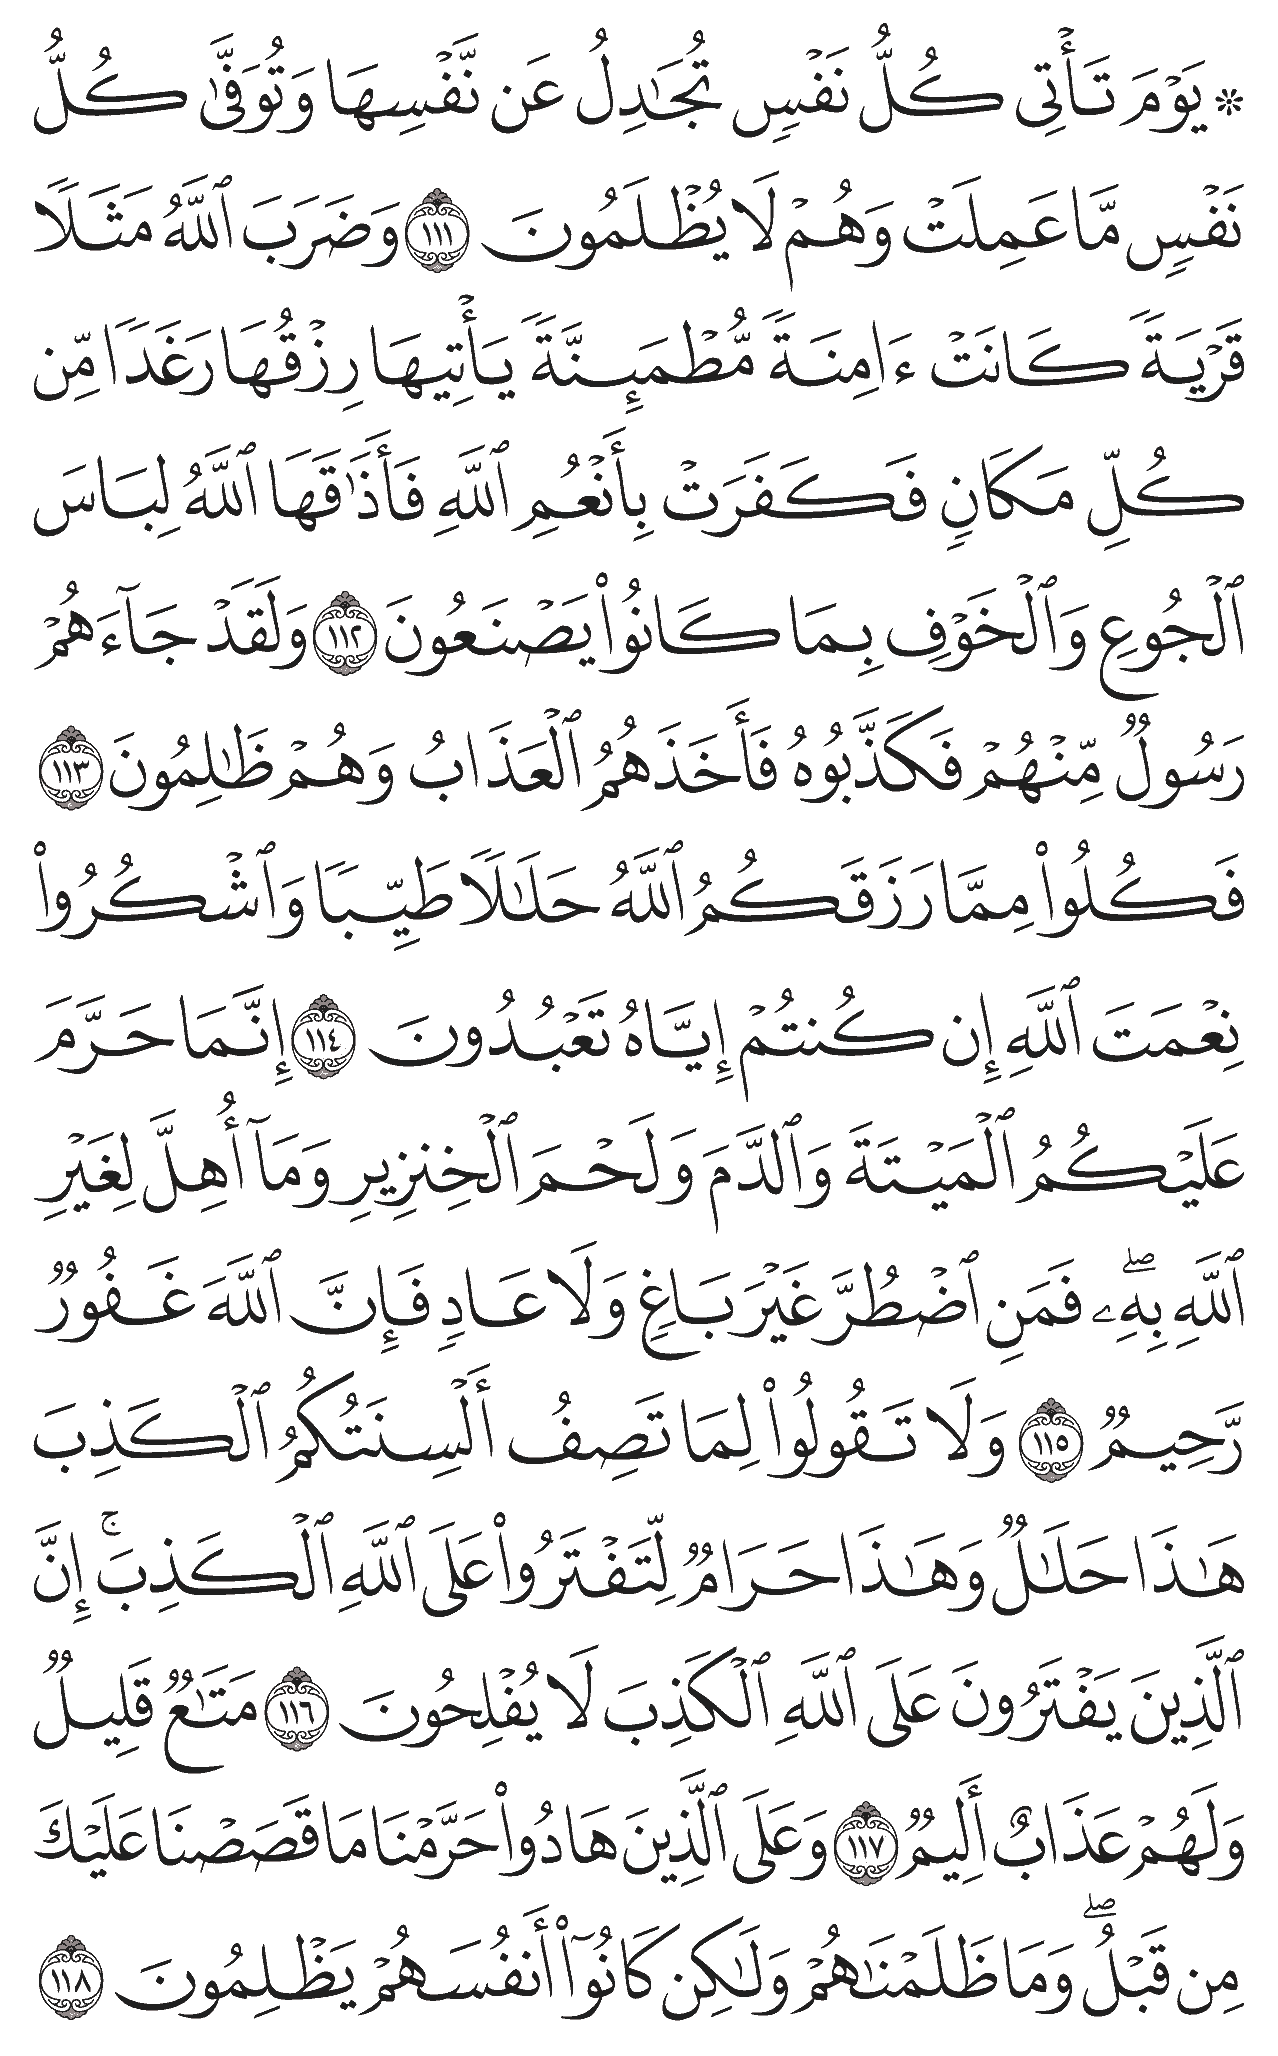 ۞ يَوْمَ تَأْتِى كُلُّ نَفْسٍ تُجَـٰدِلُ عَن نَّفْسِهَا وَتُوَفَّىٰ كُلُّ
نَفْسٍ مَّا عَمِلَتْ وَهُمْ لَا يُظْلَمُونَ ١١١ وَضَرَبَ ٱللَّهُ مَثَلًا
قَرْيَةً كَانَتْ ءَامِنَةً مُّطْمَئِنَّةً يَأْتِيهَا رِزْقُهَا رَغَدًا مِّن
كُلِّ مَكَانٍ فَكَفَرَتْ بِأَنْعُمِ ٱللَّهِ فَأَذَٰقَهَا ٱللَّهُ لِبَاسَ
ٱلْجُوعِ وَٱلْخَوْفِ بِمَا كَانُوا۟ يَصْنَعُونَ ١١٢ وَلَقَدْ جَآءَهُمْ
رَسُولٌ مِّنْهُمْ فَكَذَّبُوهُ فَأَخَذَهُمُ ٱلْعَذَابُ وَهُمْ ظَـٰلِمُونَ ١١٣
فَكُلُوا۟ مِمَّا رَزَقَكُمُ ٱللَّهُ حَلَـٰلًا طَيِّبًا وَٱشْكُرُوا۟
نِعْمَتَ ٱللَّهِ إِن كُنتُمْ إِيَّاهُ تَعْبُدُونَ ١١٤ إِنَّمَا حَرَّمَ
عَلَيْكُمُ ٱلْمَيْتَةَ وَٱلدَّمَ وَلَحْمَ ٱلْخِنزِيرِ وَمَآ أُهِلَّ لِغَيْرِ
ٱللَّهِ بِهِۦ ۖ فَمَنِ ٱضْطُرَّ غَيْرَ بَاغٍ وَلَا عَادٍ فَإِنَّ ٱللَّهَ غَفُورٌ
رَّحِيمٌ ١١٥ وَلَا تَقُولُوا۟ لِمَا تَصِفُ أَلْسِنَتُكُمُ ٱلْكَذِبَ
هَـٰذَا حَلَـٰلٌ وَهَـٰذَا حَرَامٌ لِّتَفْتَرُوا۟ عَلَى ٱللَّهِ ٱلْكَذِبَ ۚ إِنَّ
ٱلَّذِينَ يَفْتَرُونَ عَلَى ٱللَّهِ ٱلْكَذِبَ لَا يُفْلِحُونَ ١١٦ مَتَـٰعٌ قَلِيلٌ
وَلَهُمْ عَذَابٌ أَلِيمٌ ١١٧ وَعَلَى ٱلَّذِينَ هَادُوا۟ حَرَّمْنَا مَا قَصَصْنَا عَلَيْكَ
مِن قَبْلُ ۖ وَمَا ظَلَمْنَـٰهُمْ وَلَـٰكِن كَانُوٓا۟ أَنفُسَهُمْ يَظْلِمُونَ ١١٨